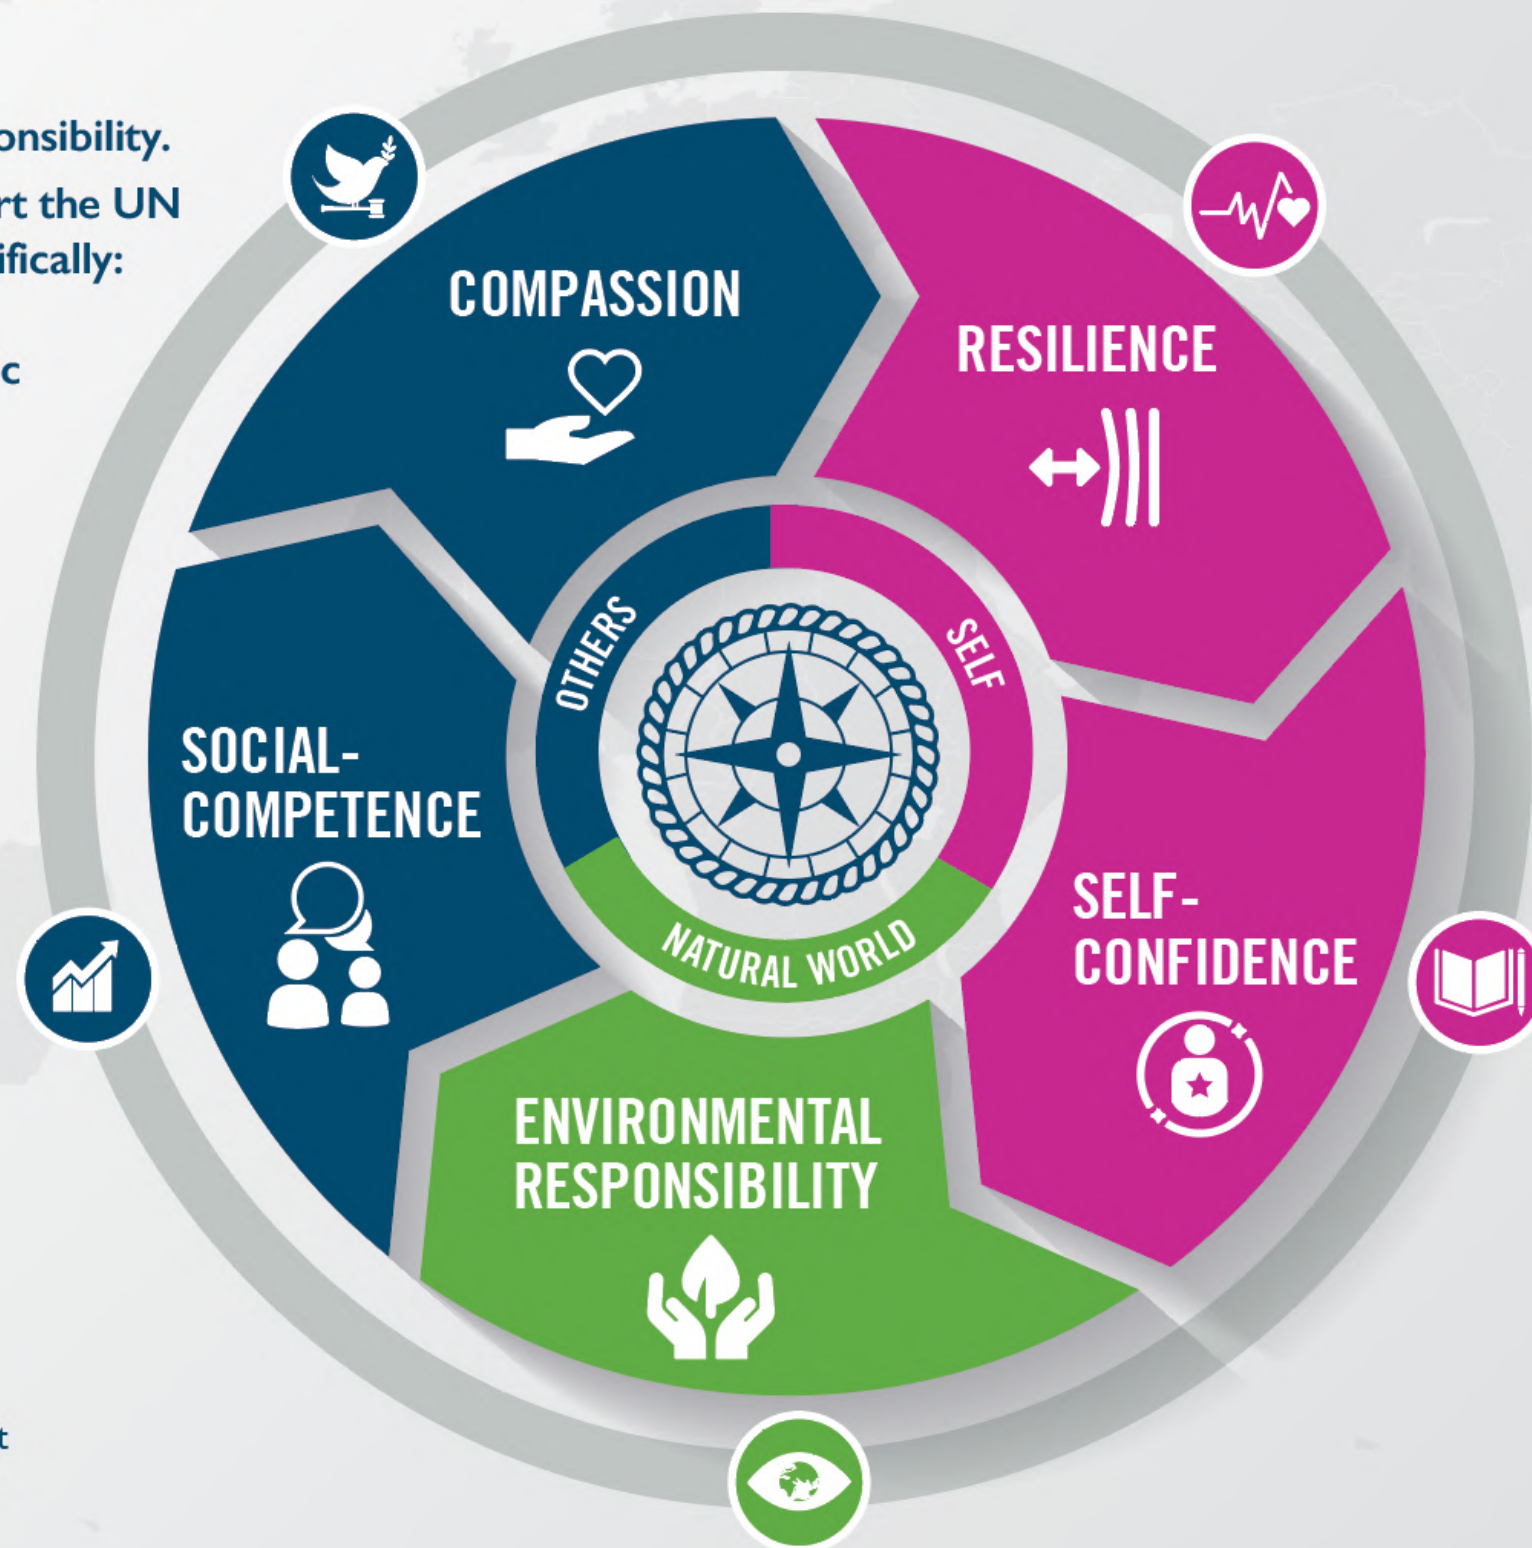 onsibility.
rt the UN
ifically:
c
COMPASSION
RESILIENCE
OTHERS
SELF
SOCIAL-
COMPETENCE
SELF-
CONFIDENCE
NATURAL WORLD
ENVIRONMENTAL
RESPONSIBILITY
t